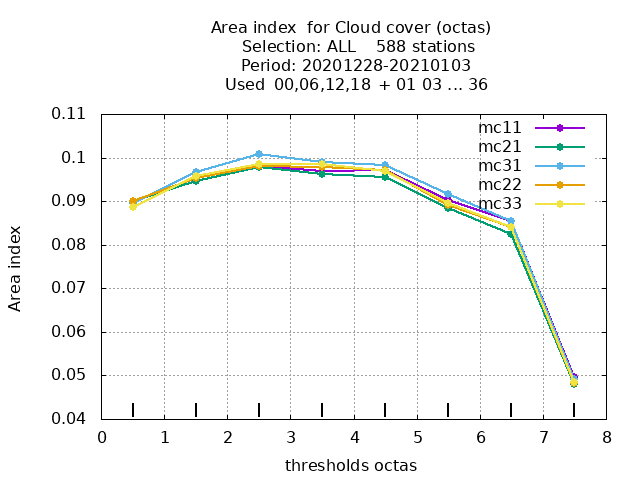 Area index  for Cloud cover (octas)
Selection: ALL    588 stations
Period: 20201228-20210103
Used  00,06,12,18  + 01 03 ... 36
0.11
0.1
0.09
0.08
0.07
0.06
0.05
0.04
Area index
mc11
mc21
mc31
mc22
mc33
0 1 2 3 4 5 6 7 8
thresholds octas